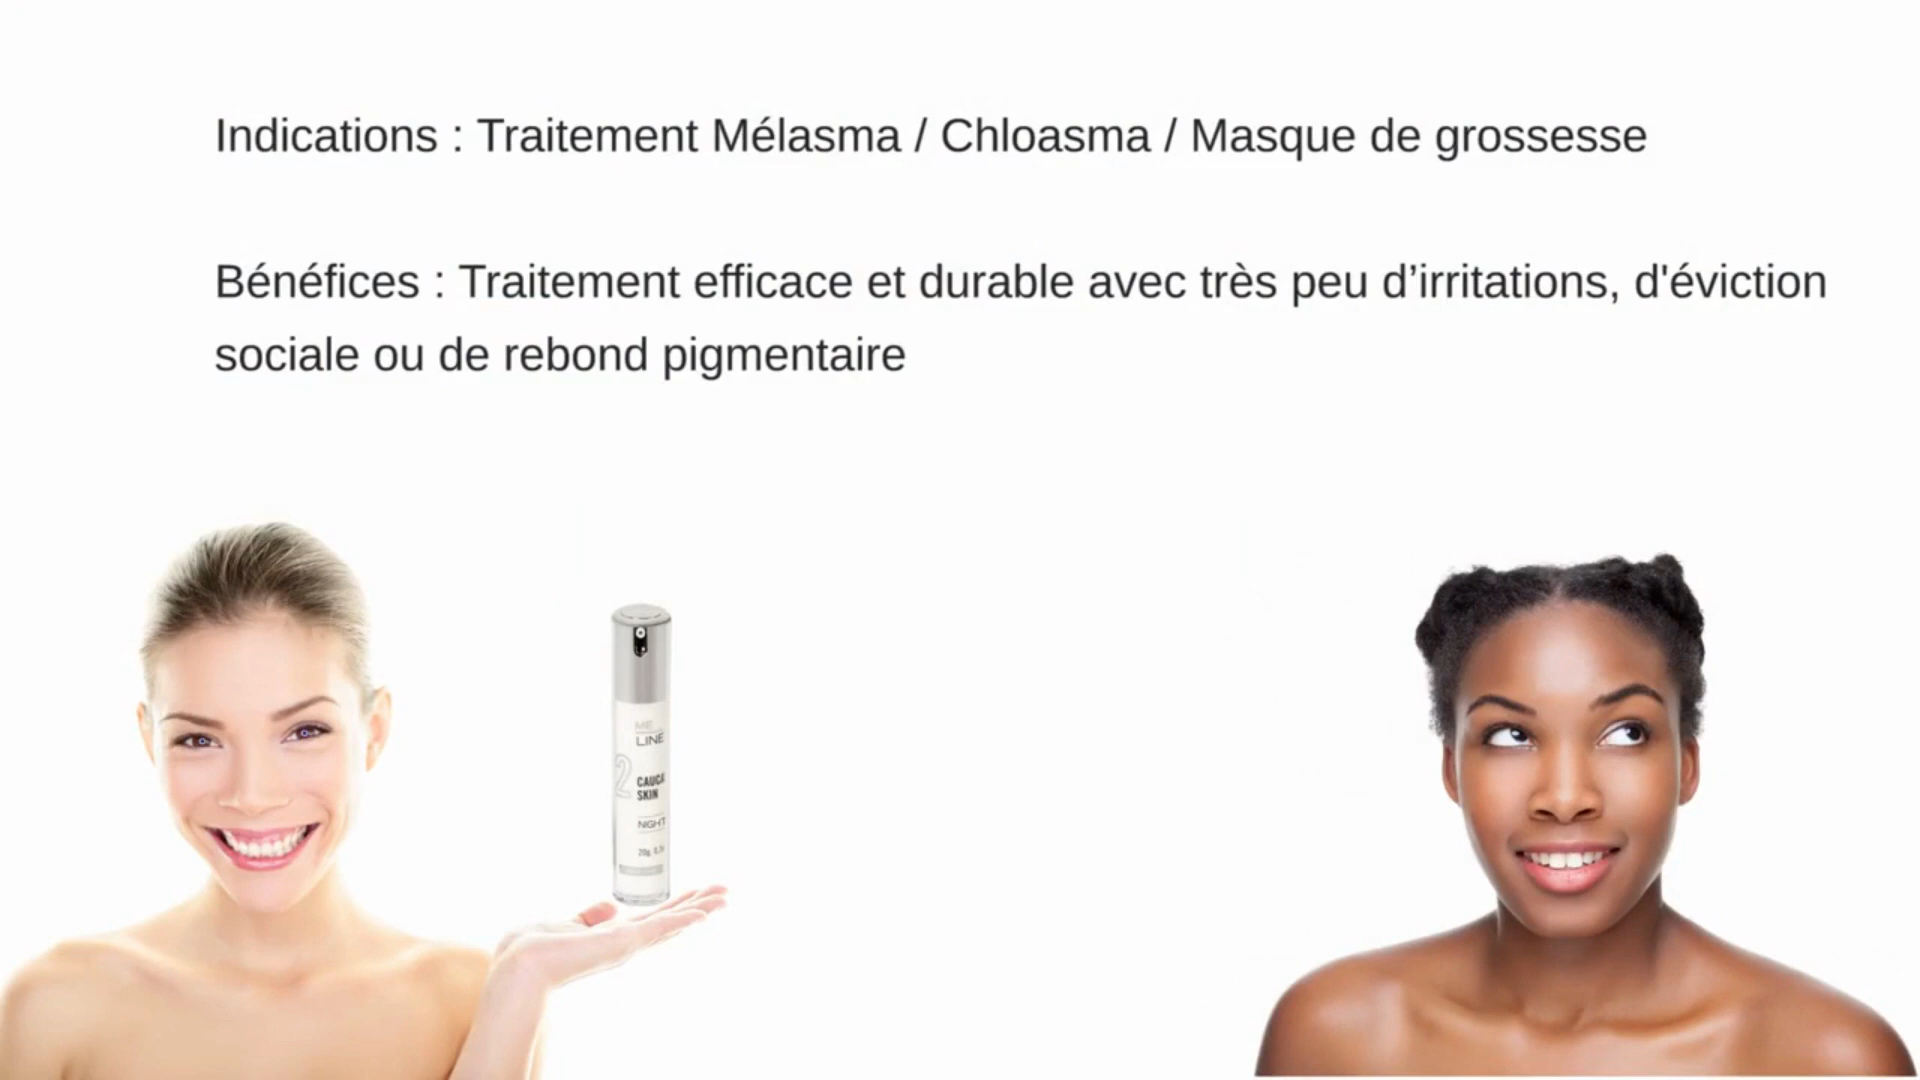 Indications : Traitement Mélasma / Chloasma / Masque de grossesse
Bénéfices : Traitement efficace et durable avec très peu d’irritations, d'éviction
sociale ou de rebond pigmentaire
ME
LINE
2
CAUCA
SKIN
NIGHT
20g.